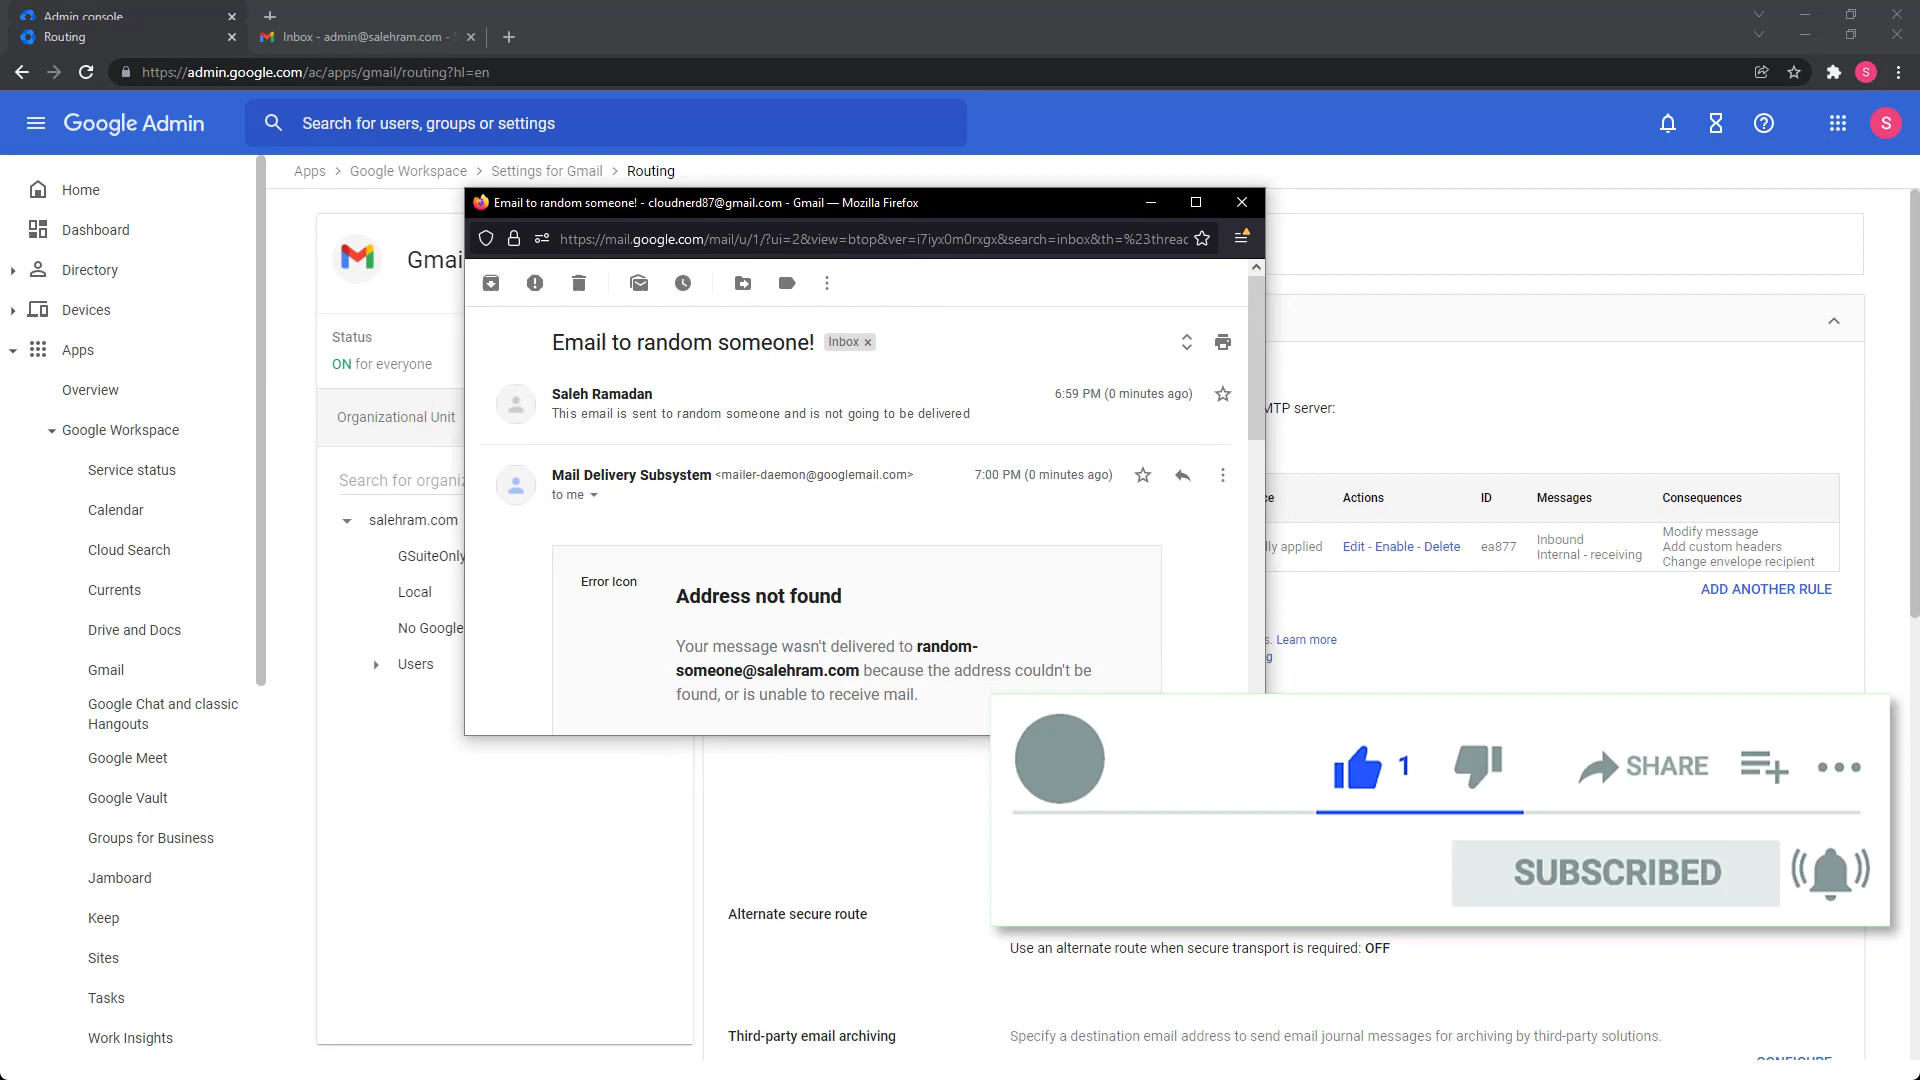 Admin console
Routing
Inbox - admin@salehram.com -
https://admin.google.com/ac/apps/gmail/routing?hl=en
S
Google Admin
Search for users, groups or settings
S
Home
Dashboard
Directory
Devices
Apps
Overview
Google Workspace
Service status
Calendar
Cloud Search
Currents
Drive and Docs
Gmail
Google Chat and classic
Hangouts
Google Meet
Google Vault
Groups for Business
Jamboard
Keep
Sites
Tasks
Work Insights
Apps > Google Workspace > Settings for Gmail > Routing
Gmai
Status
ON for everyone
Organizational Unit
Search for organiz
salehram.com
GSuiteOnly
Local
No Google
Users
Email to random someone! - cloudnerd87@gmail.com - Gmail — Mozilla Firefox
https://mail.google.com/mail/u/1/?ui=2&view=btop&ver=i7iyx0m0rxgx&search=inbox&th=%23threac
Email to random someone! Inbox x
Saleh Ramadan 6:59 PM (0 minutes ago)
This email is sent to random someone and is not going to be delivered
Mail Delivery Subsystem <mailer-daemon@googlemail.com> 7:00 PM (0 minutes ago)
to me
Error Icon
Address not found
Your message wasn't delivered to random-
someone@salehram.com because the address couldn't be
found, or is unable to receive mail.
MTP server:
ce Actions ID Messages Consequences
lly applied Edit - Enable - Delete ea877
Inbound
Internal - receiving
Modify message
Add custom headers
Change envelope recipient
ADD ANOTHER RULE
s. Learn more
g
1
SHARE
SUBSCRIBED
Alternate secure route
Use an alternate route when secure transport is required: OFF
Third-party email archiving
Specify a destination email address to send email journal messages for archiving by third-party solutions.
CONFIGURE